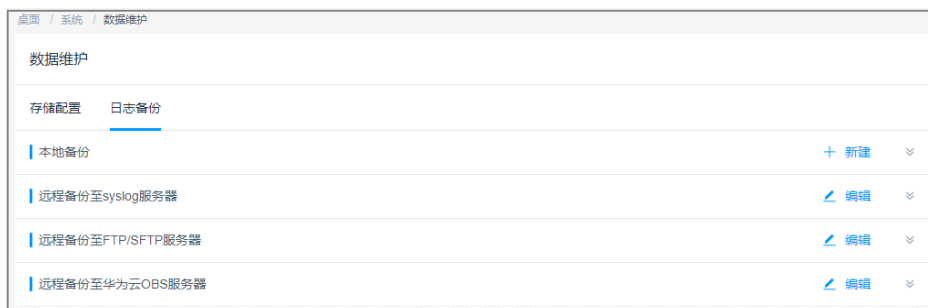 桌面 / 系统 / 数据维护
数据维护
存储配置 日志备份
本地备份 新建
远程备份至syslog服务器 编辑
远程备份至FTP/SFTP服务器 编辑
远程备份至华为云OBS服务器 编辑